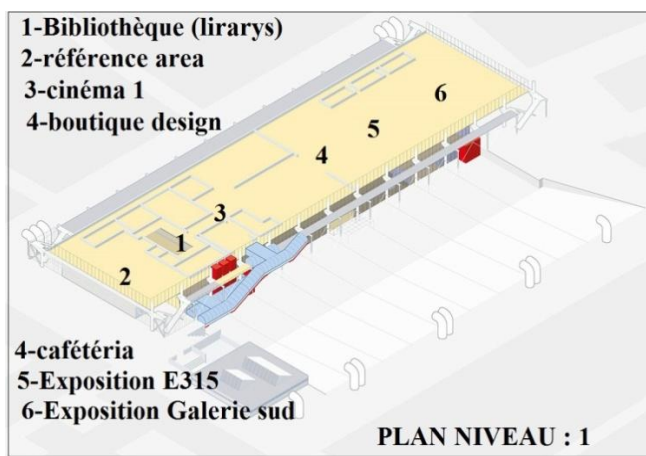 1-Bibliothèque (lirarys)
2-référence area
3-cinéma 1
4-boutique design
6
5
4
3
1
2
4-cafétéria
5-Exposition E315
6-Exposition Galerie sud
PLAN NIVEAU : 1